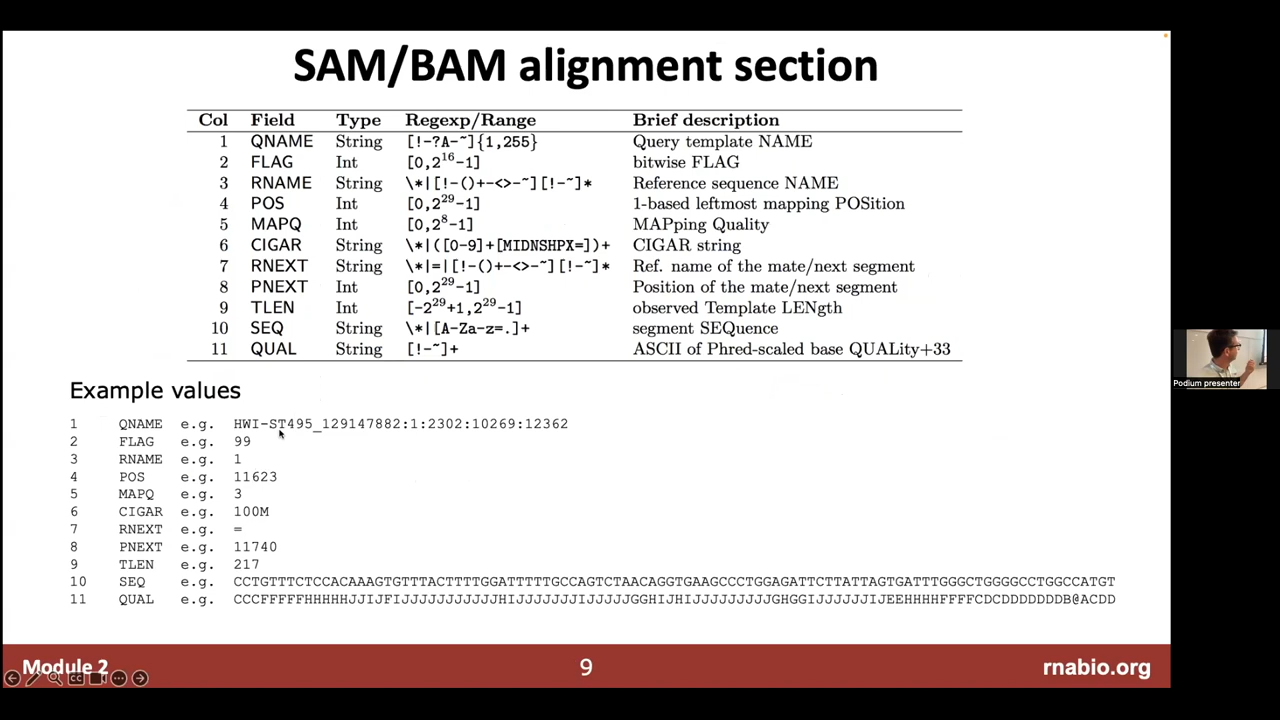 SAM/BAM alignment section
Col Field Type Regexp/Range Brief description
1 QNAME String [!-?A-~]{1,255} Query template NAME
2 FLAG Int [0,2^16-1] bitwise FLAG
3 RNAME String \*|[!-()+-<>-~][!-~]* Reference sequence NAME
4 POS Int [0,2^29-1] 1-based leftmost mapping POSition
5 MAPQ Int [0,2^8-1] MAPping Quality
6 CIGAR String \*|([0-9]+[MIDNSHPX=])+ CIGAR string
7 RNEXT String \*|=|[!-()+-<>-~][!-~]* Ref. name of the mate/next segment
8 PNEXT Int [0,2^29-1] Position of the mate/next segment
9 TLEN Int [-2^29+1,2^29-1] observed Template LENgth
10 SEQ String \*|[A-Za-z=.]+ segment SEQuence
11 QUAL String [!-~]+ ASCII of Phred-scaled base QUALity+33
Example values
1 QNAME e.g. HWI-ST495_129147882:1:2302:10269:12362
2 FLAG e.g. 99
3 RNAME e.g. 1
4 POS e.g. 11623
5 MAPQ e.g. 3
6 CIGAR e.g. 100M
7 RNEXT e.g. =
8 PNEXT e.g. 11740
9 TLEN e.g. 217
10 SEQ e.g. CCTGTTTCTCCACAAAGTGTTTACTTTTGGATTTTTGCCAGTCTAACAGGTGAAGCCCTGGAGATTCTTATTAGTGATTTGGGCTGGGGCCTGGCCATGT
11 QUAL e.g. CCCFFFFFHHHHHJJIJFIJJJJJJJJJJJHIJJJJJJJIJJJJJGGHIJHIJJJJJJJJJGHGGIJJJJJJIJEEHHHHFFFFCDCDDDDDDDB@ACDD
Podium presenter
Module 2
9
rnabio.org